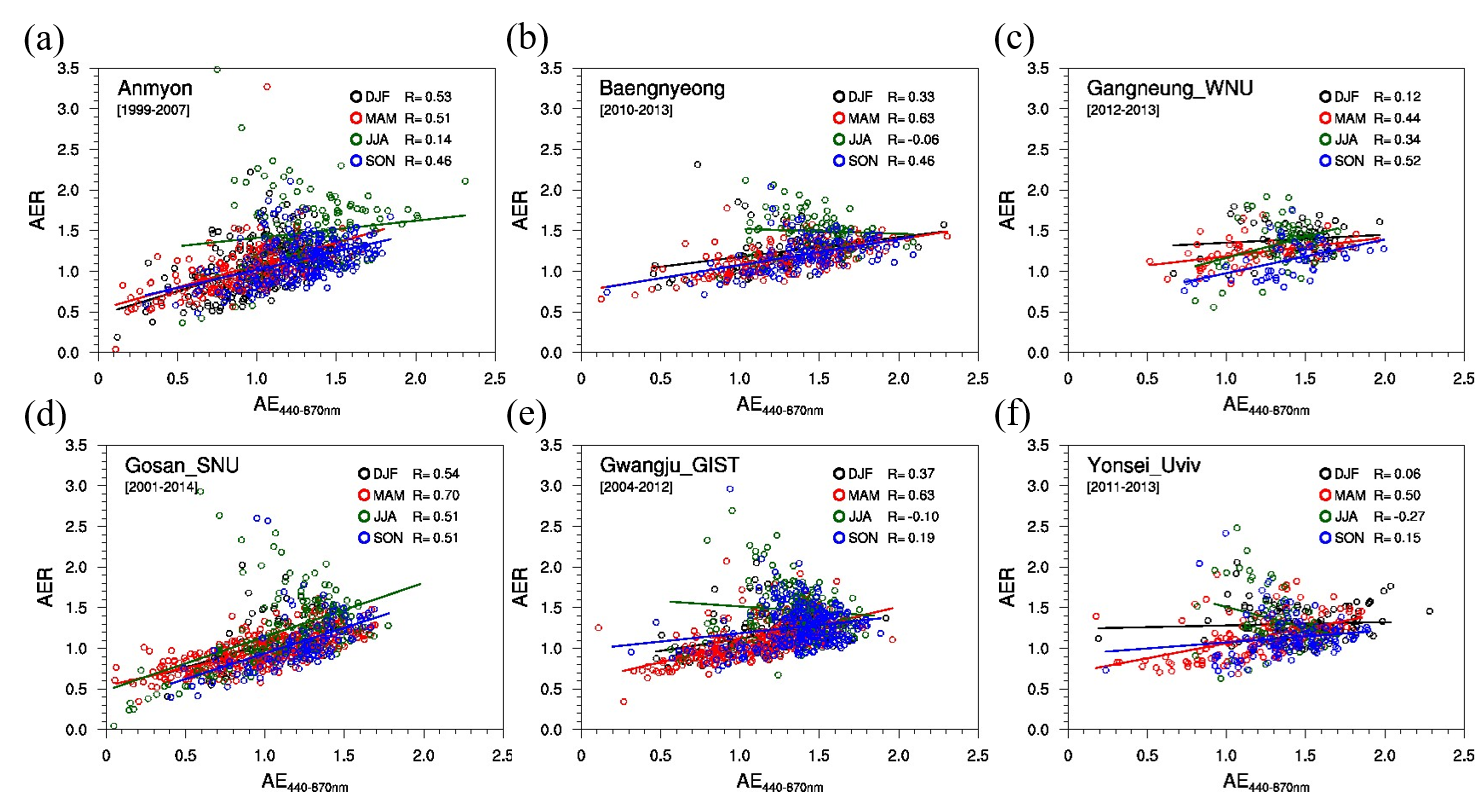 (a)
Anmyon
[1999-2007]
DJF R= 0.53
MAM R= 0.51
JJA R= 0.14
SON R= 0.46
AER
3.5
3.0
2.5
2.0
1.5
1.0
0.5
0.0
0 0.5 1.0 1.5 2.0 2.5
AE440-870nm
(b)
Baengnyeong
[2010-2013]
DJF R= 0.33
MAM R= 0.63
JJA R= -0.06
SON R= 0.46
AER
3.5
3.0
2.5
2.0
1.5
1.0
0.5
0.0
0 0.5 1.0 1.5 2.0 2.5
AE440-870nm
(c)
Gangneung_WNU
[2012-2013]
DJF R= 0.12
MAM R= 0.44
JJA R= 0.34
SON R= 0.52
AER
3.5
3.0
2.5
2.0
1.5
1.0
0.5
0.0
0 0.5 1.0 1.5 2.0 2.5
AE440-870nm
(d)
Gosan_SNU
[2001-2014]
DJF R= 0.54
MAM R= 0.70
JJA R= 0.51
SON R= 0.51
AER
3.5
3.0
2.5
2.0
1.5
1.0
0.5
0.0
0 0.5 1.0 1.5 2.0 2.5
AE440-870nm
(e)
Gwangju_GIST
[2004-2012]
DJF R= 0.37
MAM R= 0.63
JJA R= -0.10
SON R= 0.19
AER
3.5
3.0
2.5
2.0
1.5
1.0
0.5
0.0
0 0.5 1.0 1.5 2.0 2.5
AE440-870nm
(f)
Yonsei_Uviv
[2011-2013]
DJF R= 0.06
MAM R= 0.50
JJA R= -0.27
SON R= 0.15
AER
3.5
3.0
2.5
2.0
1.5
1.0
0.5
0.0
0 0.5 1.0 1.5 2.0 2.5
AE440-870nm